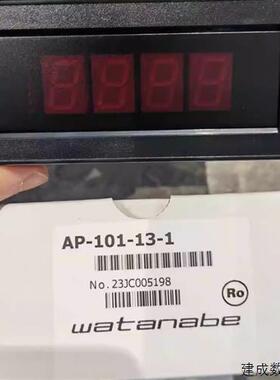 AP-101-13-1
No.23JC005198
Ro
watanabe
建成数